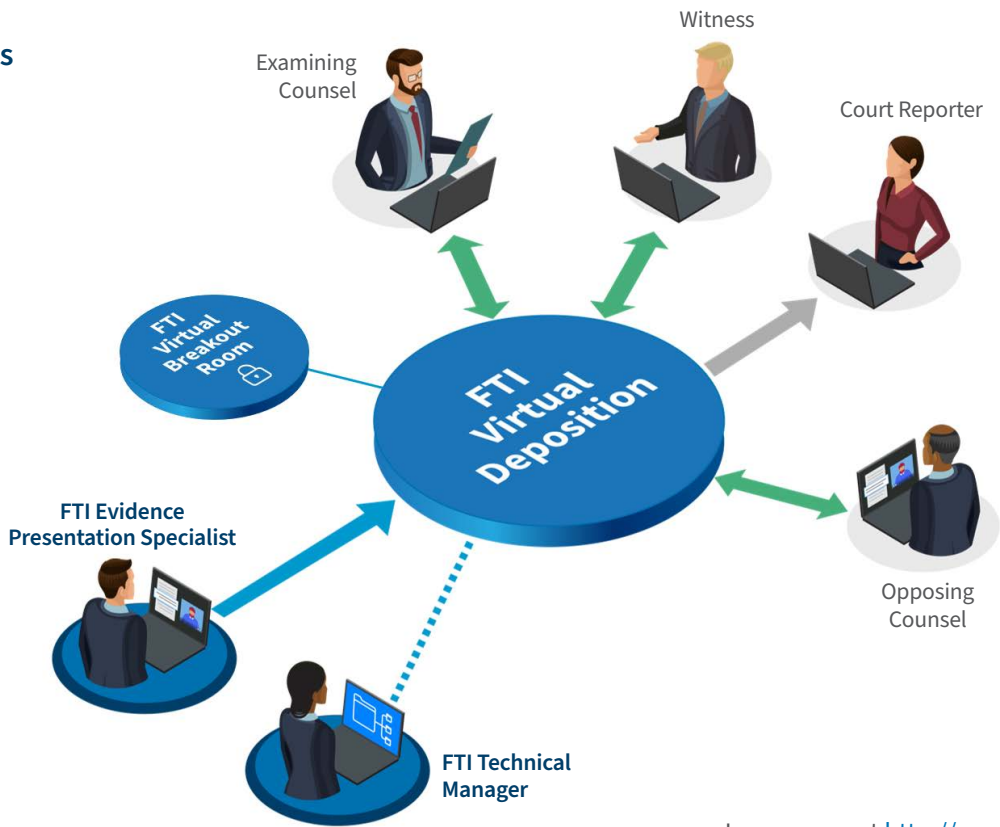 s
Witness
Examining
Counsel
Court Reporter
FTI
Virtual
Breakout
Room
FTI
Virtual
Deposition
FTI Evidence
Presentation Specialist
Opposing
Counsel
FTI Technical
Manager